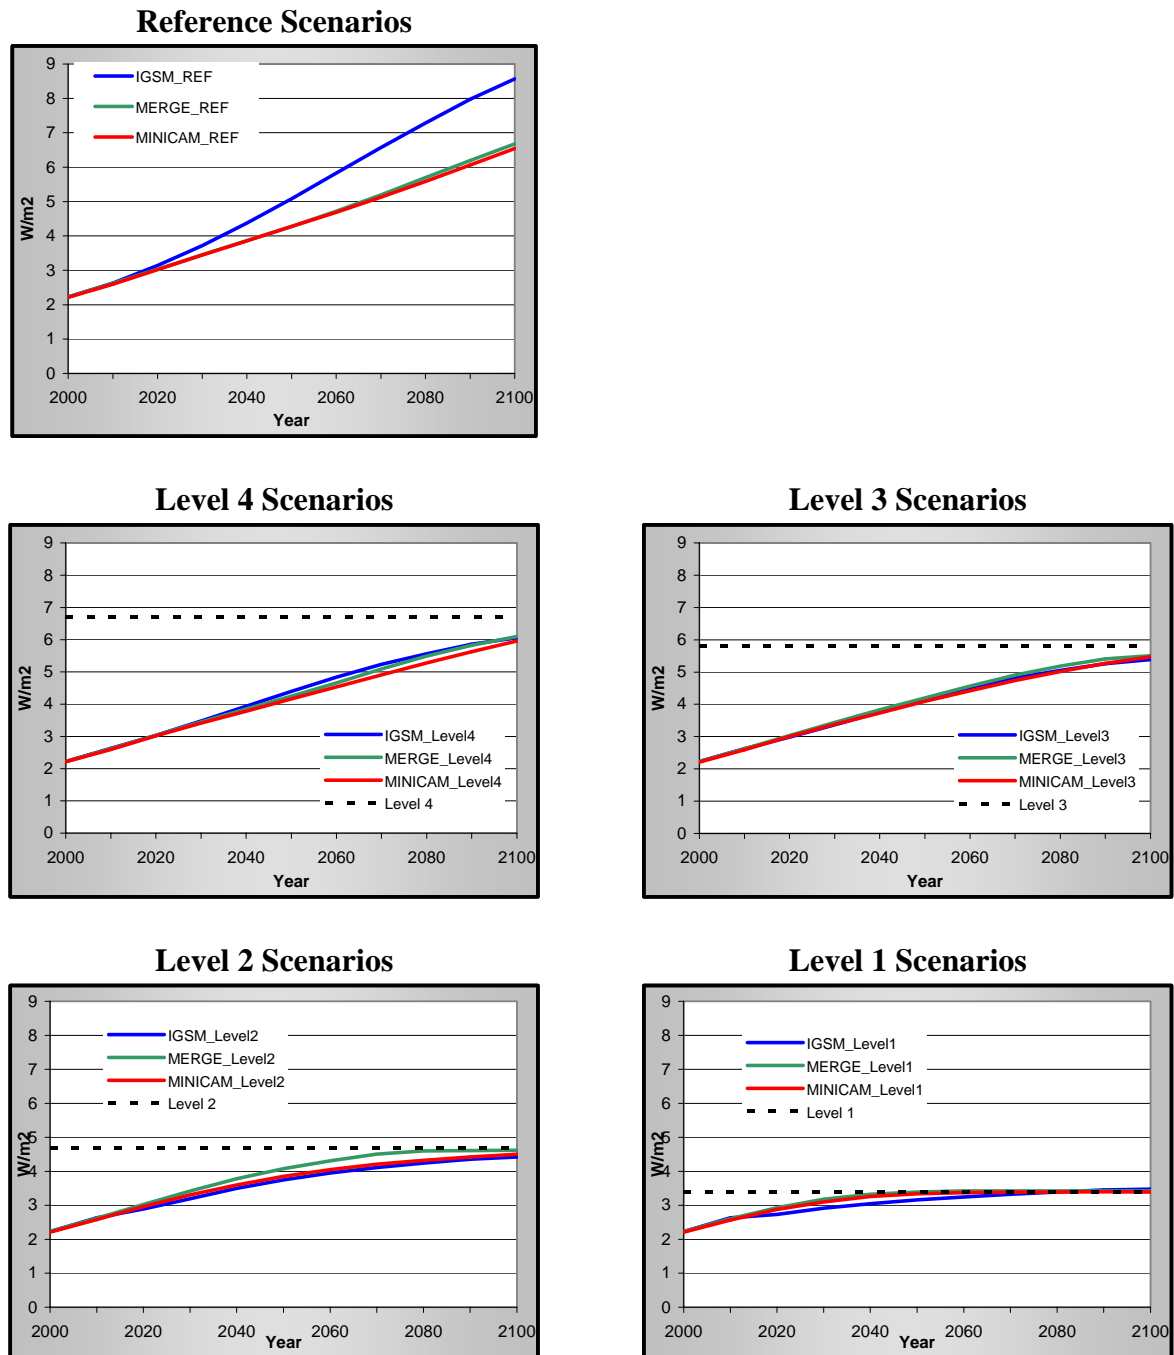 Reference Scenarios
9
8
7
6
5
4
3
2
1
0
W/m2
IGSM_REF
MERGE_REF
MINICAM_REF
2000 2020 2040 2060 2080 2100
Year
Level 4 Scenarios
9
8
7
6
5
4
3
2
1
0
W/m2
IGSM_Level4
MERGE_Level4
MINICAM_Level4
Level 4
2000 2020 2040 2060 2080 2100
Year
Level 3 Scenarios
9
8
7
6
5
4
3
2
1
0
W/m2
IGSM_Level3
MERGE_Level3
MINICAM_Level3
Level 3
2000 2020 2040 2060 2080 2100
Year
Level 2 Scenarios
9
8
7
6
5
4
3
2
1
0
W/m2
IGSM_Level2
MERGE_Level2
MINICAM_Level2
Level 2
2000 2020 2040 2060 2080 2100
Year
Level 1 Scenarios
9
8
7
6
5
4
3
2
1
0
W/m2
IGSM_Level1
MERGE_Level1
MINICAM_Level1
Level 1
2000 2020 2040 2060 2080 2100
Year